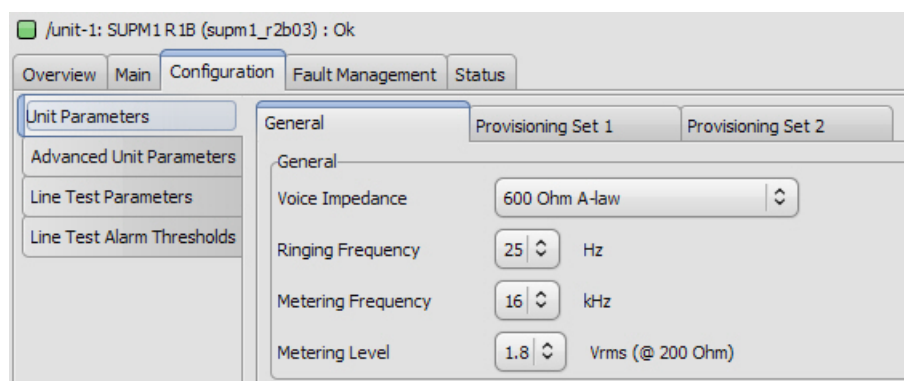 /unit-1: SUPM1 R1B (supm1_r2b03) : Ok
Overview Main Configuration Fault Management Status
Unit Parameters
Advanced Unit Parameters
Line Test Parameters
Line Test Alarm Thresholds
General Provisioning Set 1 Provisioning Set 2
General
Voice Impedance 600 Ohm A-law
Ringing Frequency 25 Hz
Metering Frequency 16 kHz
Metering Level 1.8 Vrms (@ 200 Ohm)